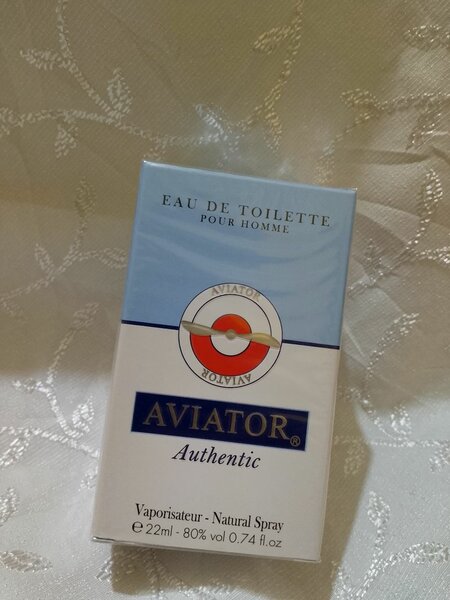 EAU DE TOILETTE
POUR HOMME
AVIATOR
AVIATOR
AVIATOR®
Authentic
Vaporisateur - Natural Spray
℮ 22ml - 80% vol 0.74 fl.oz